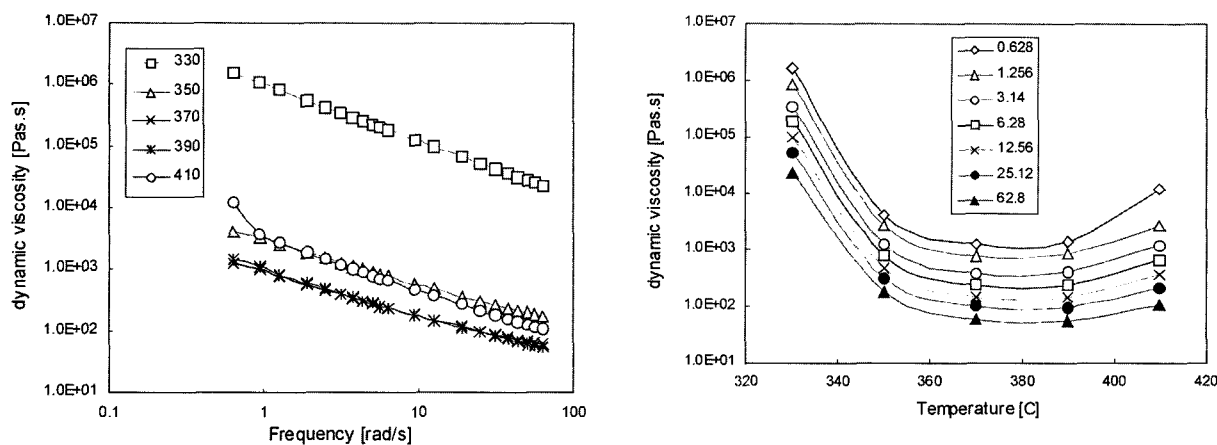 dynamic viscosity [Pas.s]
1.0E+07
1.0E+06
1.0E+05
1.0E+04
1.0E+03
1.0E+02
1.0E+01
330
350
370
390
410
0.1
1
10
100
Frequency [rad/s]
dynamic viscosity [Pas.s]
1.0E+07
1.0E+06
1.0E+05
1.0E+04
1.0E+03
1.0E+02
1.0E+01
0.628
1.256
3.14
6.28
12.56
25.12
62.8
320
340
360
380
400
420
Temperature [C]